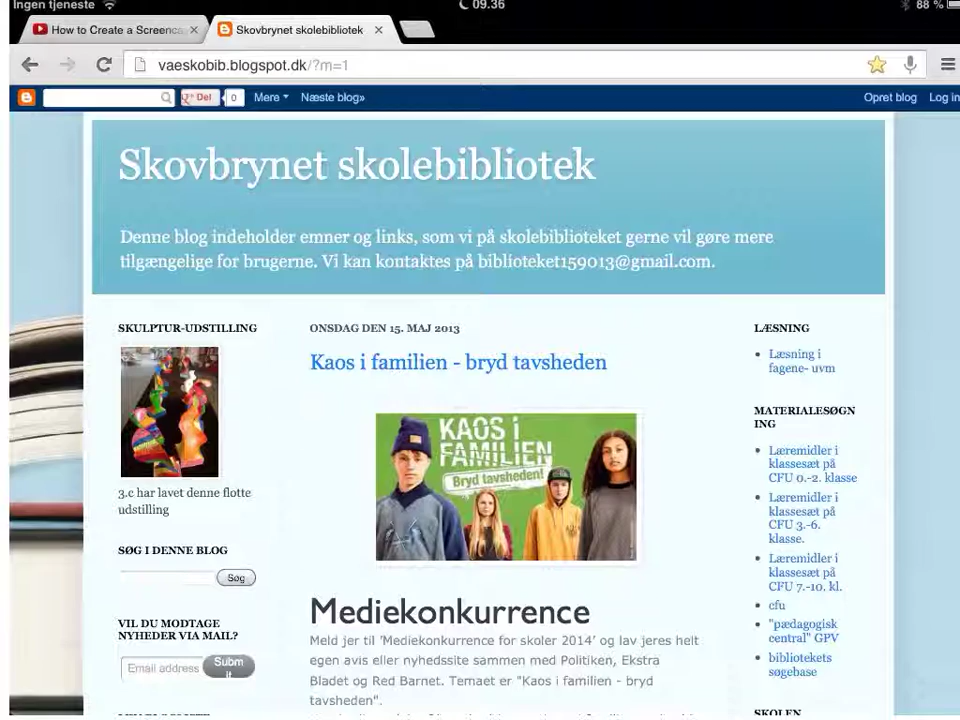 Ingen tjeneste
09.36
88 %
How to Create a Screenca
Skovbrynet skolebibliotek
vaeskobib.blogspot.dk/?m=1
Del
0
Mere
Næste blog»
Opret blog
Log in
Skovbrynet skolebibliotek
Denne blog indeholder emner og links, som vi på skolebiblioteket gerne vil gøre mere
tilgængelige for brugerne. Vi kan kontaktes på biblioteket159013@gmail.com.
SKULPTUR-UDSTILLING
3.c har lavet denne flotte
udstilling
SØG I DENNE BLOG
Søg
VIL DU MODTAGE
NYHEDER VIA MAIL?
Email address
Subm
it
ONSDAG DEN 15. MAJ 2013
Kaos i familien - bryd tavsheden
KAOS i
FAMILIEN
Bryd tavsheden!
Mediekonkurrence
Meld jer til 'Mediekonkurrence for skoler 2014' og lav jeres helt
egen avis eller nyhedssite sammen med Politiken, Ekstra
Bladet og Red Barnet. Temaet er "Kaos i familien - bryd
tavsheden".
LÆSNING
Læsning i
fagene- uvm
MATERIALESØGN
ING
Læremidler i
klassesæt på
CFU 0.-2. klasse
Læremidler i
klassesæt på
CFU 3.-6.
klasse.
Læremidler i
klassesæt på
CFU 7.-10. kl.
cfu
"pædagogisk
central" GPV
bibliotekets
søgebase
SKOLEN